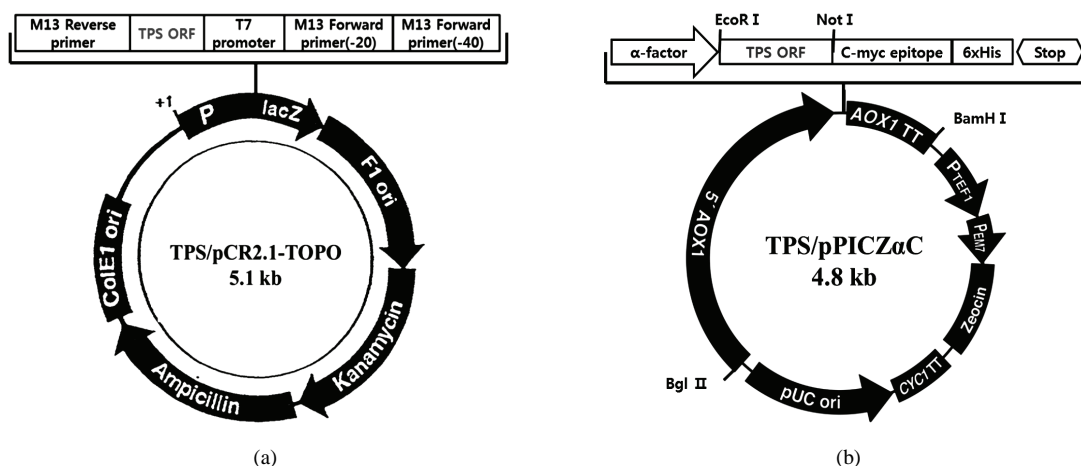 M13 Reverse primer
TPS ORF
T7 promoter
M13 Forward primer(-20)
M13 Forward primer(-40)
+1
P
lacZ
F1 ori
Kanamycin
Ampicillin
ColE1 ori
TPS/pCR2.1-TOPO
5.1 kb
(a)
EcoR I
Not I
α-factor
TPS ORF
C-myc epitope
6xHis
Stop
5´ AOX1
AOX1 TT
BamH I
PTEF1
PEM7
Zeocin
CYC1 TT
pUC ori
Bgl II
TPS/pPICZαC
4.8 kb
(b)